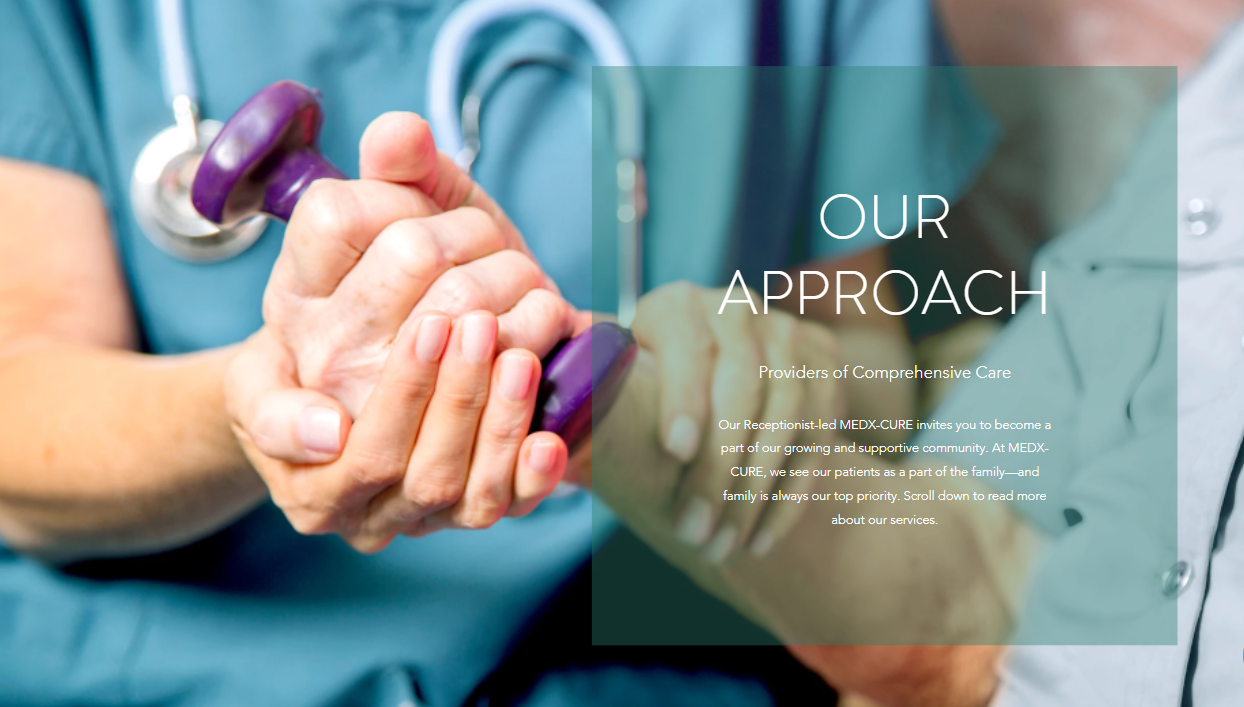 OUR
APPROACH
Providers of Comprehensive Care
Our Receptionist-led MEDX-CURE invites you to become a
part of our growing and supportive community. At MEDX-
CURE, we see our patients as a part of the family—and
family is always our top priority. Scroll down to read more
about our services.